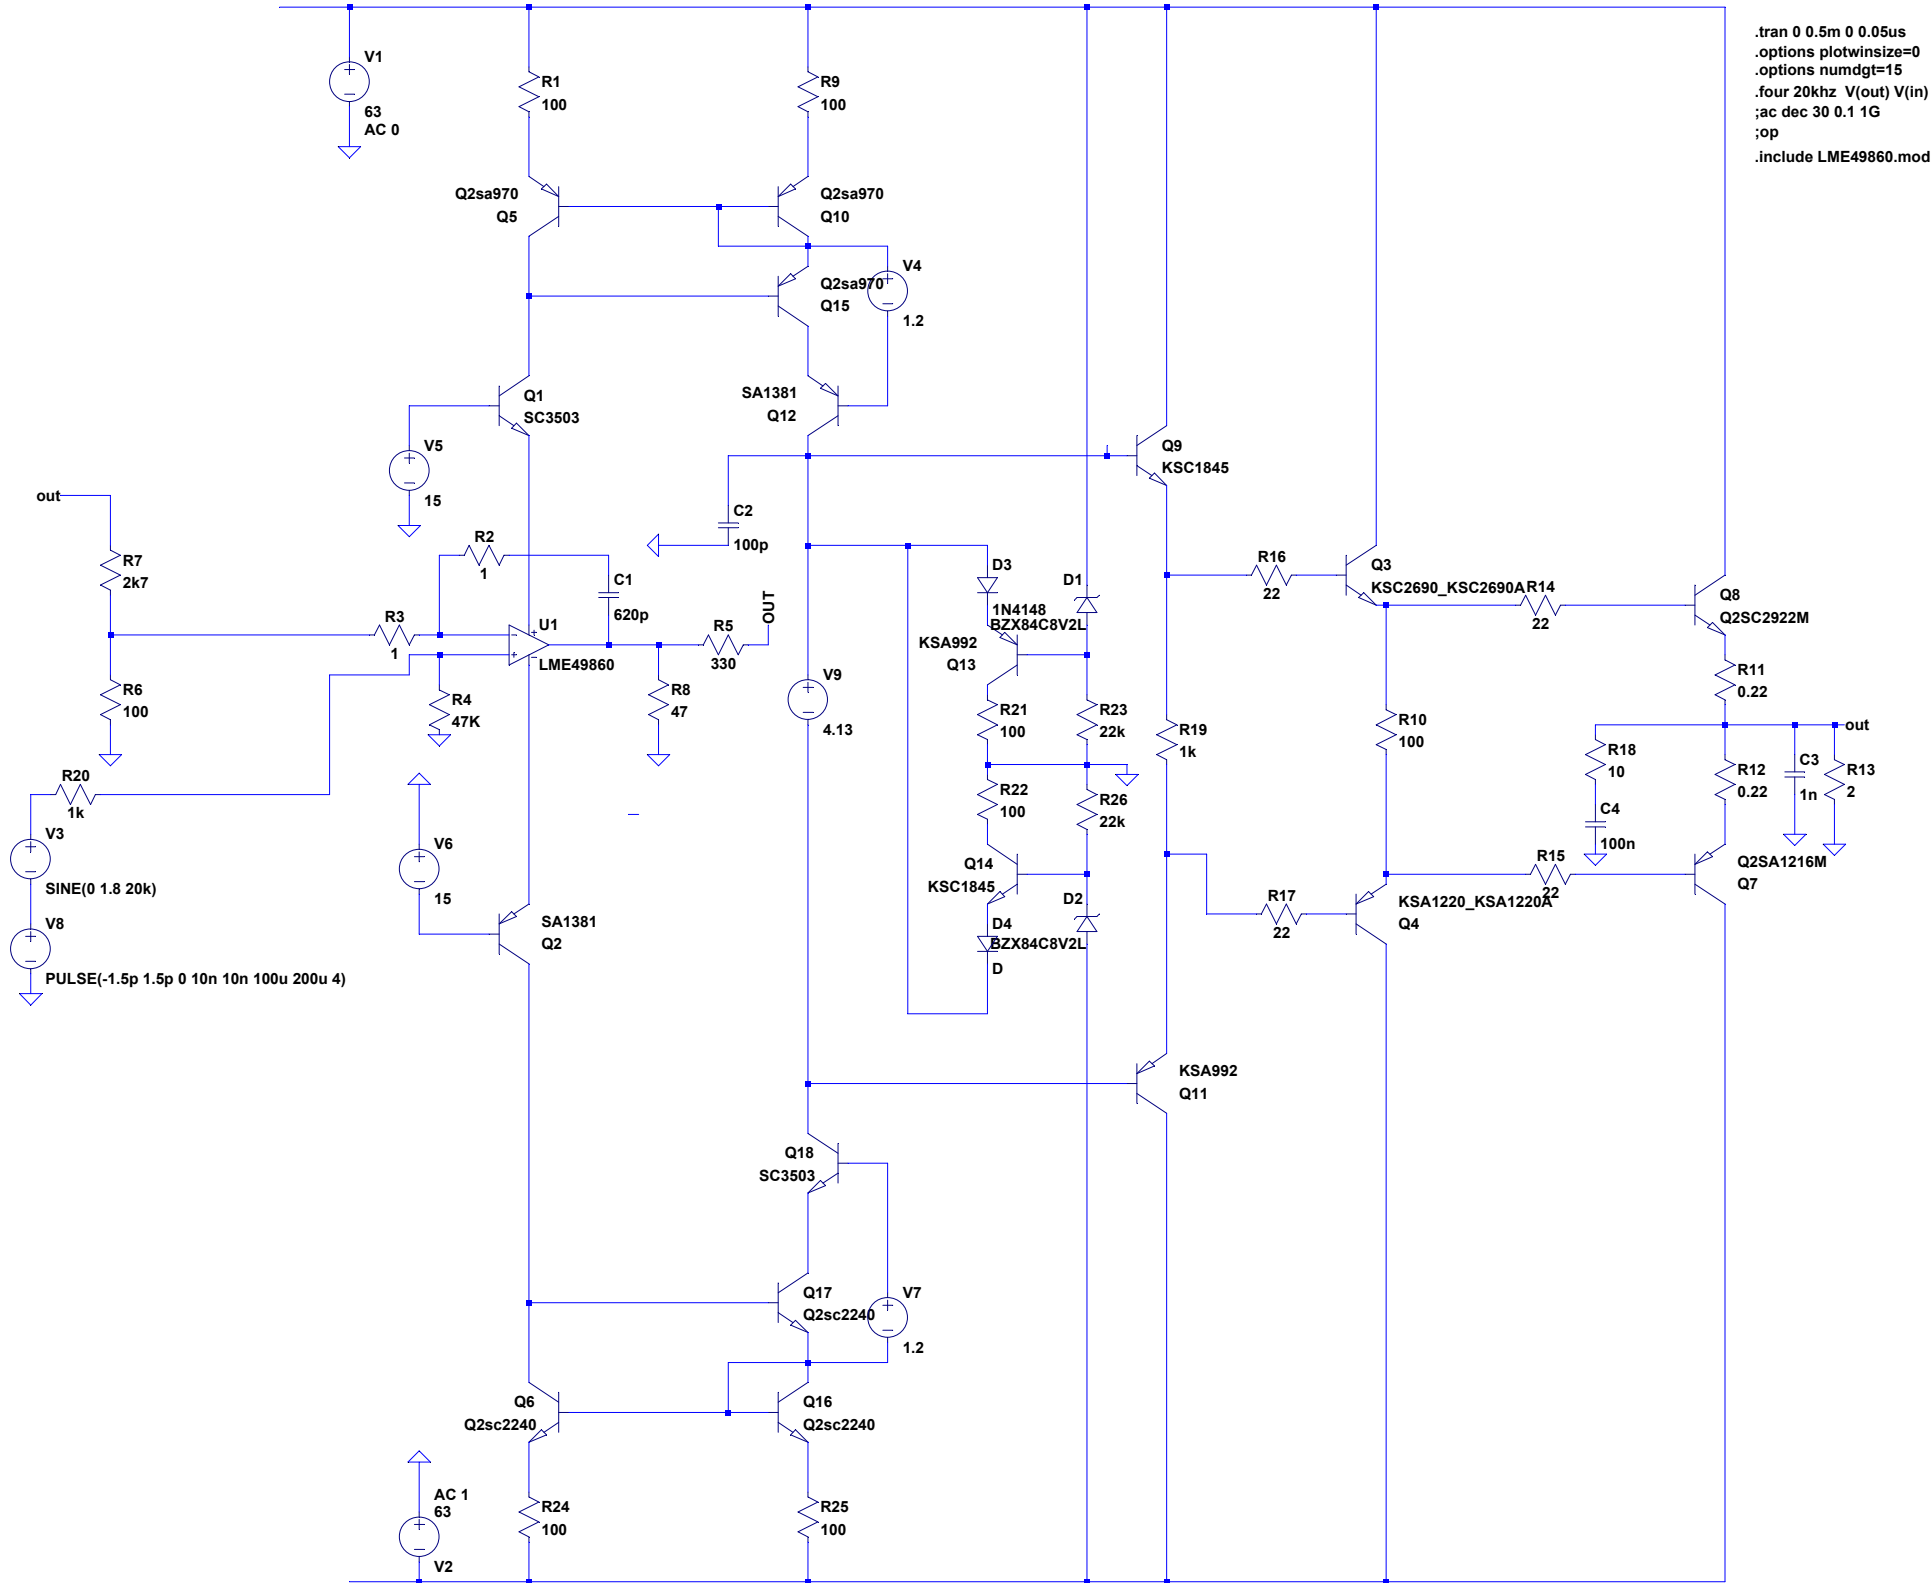 .tran 0 0.5m 0 0.05us
.options plotwinsize=0
.options numdgt=15
.four 20khz V(out) V(in)
;ac dec 30 0.1 1G
;op
.include LME49860.mod
V1
63
AC 0
R1
100
R9
100
Q2sa970
Q5
Q2sa970
Q10
Q2sa970
Q15
V4
1.2
Q1
SC3503
SA1381
Q12
V5
15
Q9
KSC1845
out
R7
2k7
R2
1
C1
620p
C2
100p
OUT
D3
1N4148
D1
BZX84C8V2L
R16
22
Q3
KSC2690_KSC2690A
R14
22
Q8
Q2SC2922M
R3
1
U1
LME49860
R5
330
KSA992
Q13
R6
100
R4
47K
R8
47
V9
4.13
R21
100
R23
22k
R19
1k
R10
100
R11
0.22
out
R18
10
C3
1n
R12
0.22
R13
2
R20
1k
R22
100
R26
22k
C4
100n
V3
SINE(0 1.8 20k)
V6
15
Q14
KSC1845
D2
BZX84C8V2L
R15
22
Q2SA1216M
Q7
R17
22
KSA1220_KSA1220A
Q4
V8
PULSE(-1.5p 1.5p 0 10n 10n 100u 200u 4)
SA1381
Q2
D4
D
KSA992
Q11
Q18
SC3503
Q17
Q2sc2240
V7
1.2
Q6
Q2sc2240
Q16
Q2sc2240
AC 1
63
V2
R24
100
R25
100